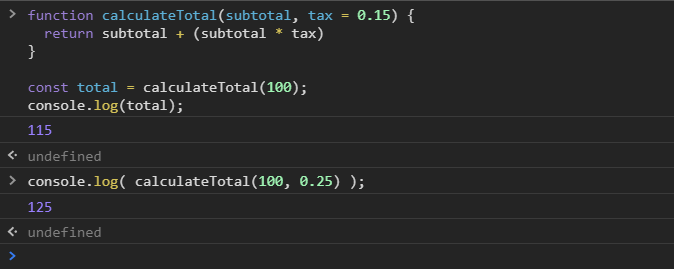 > function calculateTotal(subtotal, tax = 0.15) {
    return subtotal + (subtotal * tax)
  }
  const total = calculateTotal(100);
  console.log(total);
  115
<· undefined
> console.log( calculateTotal(100, 0.25) );
  125
<· undefined
>